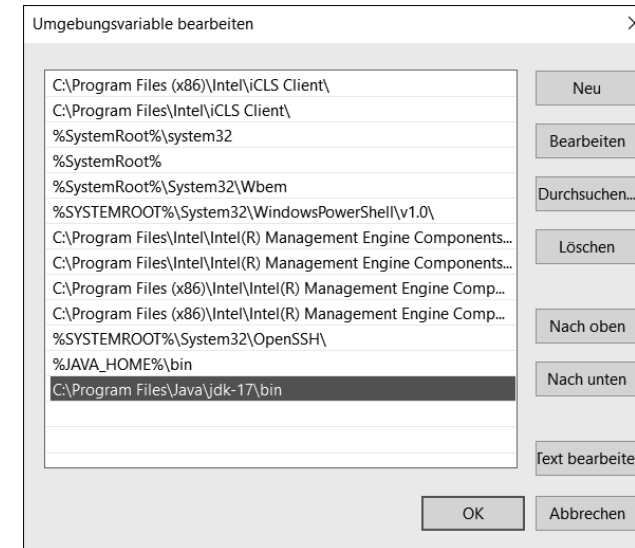 Umgebungsvariable bearbeiten
C:\Program Files (x86)\Intel\iCLS Client\
C:\Program Files\Intel\iCLS Client\
%SystemRoot%\system32
%SystemRoot%
%SystemRoot%\System32\Wbem
%SYSTEMROOT%\System32\WindowsPowerShell\v1.0\
C:\Program Files\Intel\Intel(R) Management Engine Components...
C:\Program Files\Intel\Intel(R) Management Engine Components...
C:\Program Files (x86)\Intel\Intel(R) Management Engine Comp...
C:\Program Files (x86)\Intel\Intel(R) Management Engine Comp...
%SYSTEMROOT%\System32\OpenSSH\
%JAVA_HOME%\bin
C:\Program Files\Java\jdk-17\bin
Neu
Bearbeiten
Durchsuchen...
Löschen
Nach oben
Nach unten
Text bearbeite
OK
Abbrechen